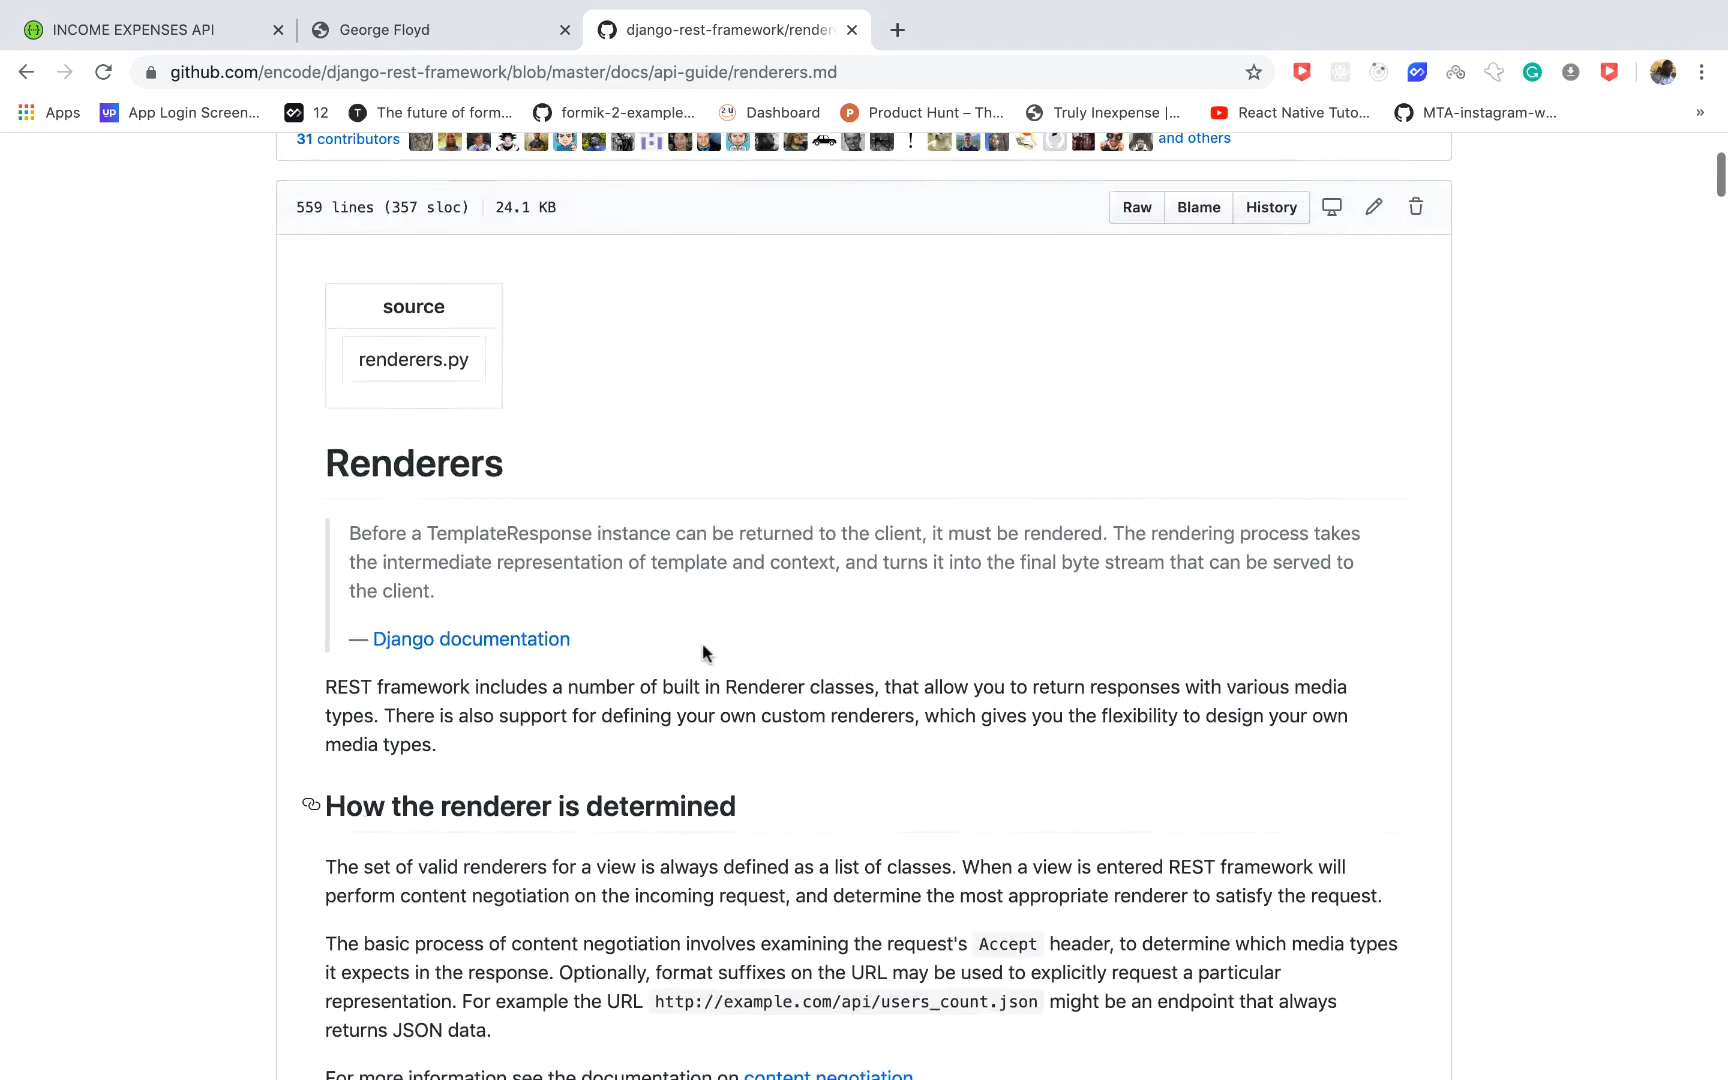 INCOME EXPENSES API
George Floyd
django-rest-framework/render
github.com/encode/django-rest-framework/blob/master/docs/api-guide/renderers.md
Apps
up
App Login Screen...
12
T
The future of form...
formik-2-example...
2U
Dashboard
P
Product Hunt – Th...
Truly Inexpense |...
React Native Tuto...
MTA-instagram-w...
»
31 contributors
and others
559 lines (357 sloc)
24.1 KB
Raw
Blame
History
source
renderers.py
Renderers
Before a TemplateResponse instance can be returned to the client, it must be rendered. The rendering process takes
the intermediate representation of template and context, and turns it into the final byte stream that can be served to
the client.
— Django documentation
REST framework includes a number of built in Renderer classes, that allow you to return responses with various media
types. There is also support for defining your own custom renderers, which gives you the flexibility to design your own
media types.
How the renderer is determined
The set of valid renderers for a view is always defined as a list of classes. When a view is entered REST framework will
perform content negotiation on the incoming request, and determine the most appropriate renderer to satisfy the request.
The basic process of content negotiation involves examining the request's Accept header, to determine which media types
it expects in the response. Optionally, format suffixes on the URL may be used to explicitly request a particular
representation. For example the URL http://example.com/api/users_count.json might be an endpoint that always
returns JSON data.
For more information see the documentation on content negotiation